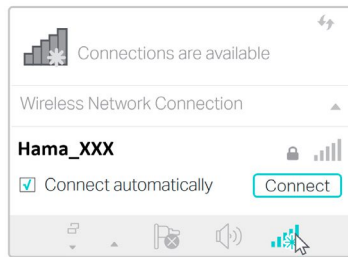 Connections are available
Wireless Network Connection
Hama_XXX
Connect automatically
Connect